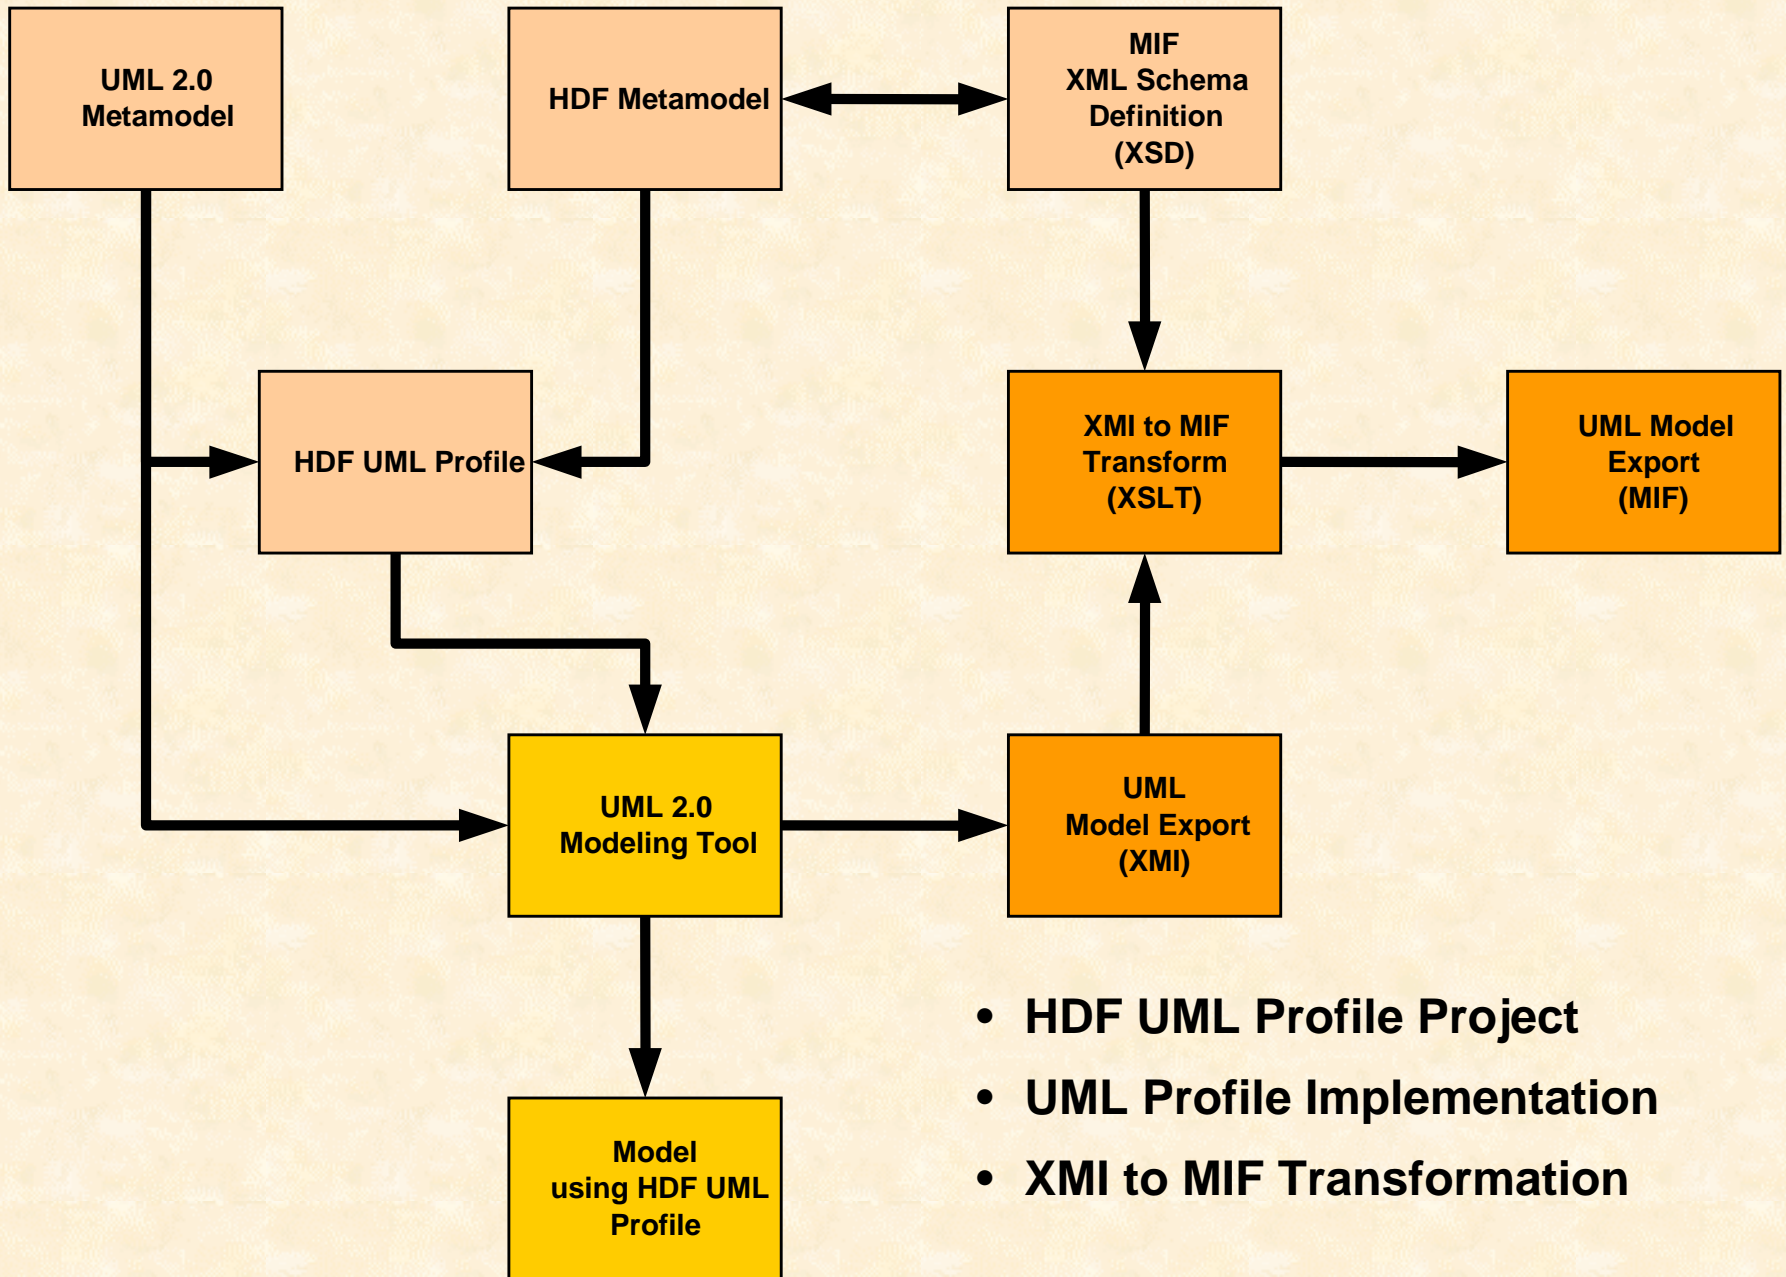 UML 2.0
Metamodel
HDF Metamodel
MIF
XML Schema
Definition
(XSD)
HDF UML Profile
XMI to MIF
Transform
(XSLT)
UML Model
Export
(MIF)
UML 2.0
Modeling Tool
UML
Model Export
(XMI)
Model
using HDF UML
Profile
• HDF UML Profile Project
• UML Profile Implementation
• XMI to MIF Transformation